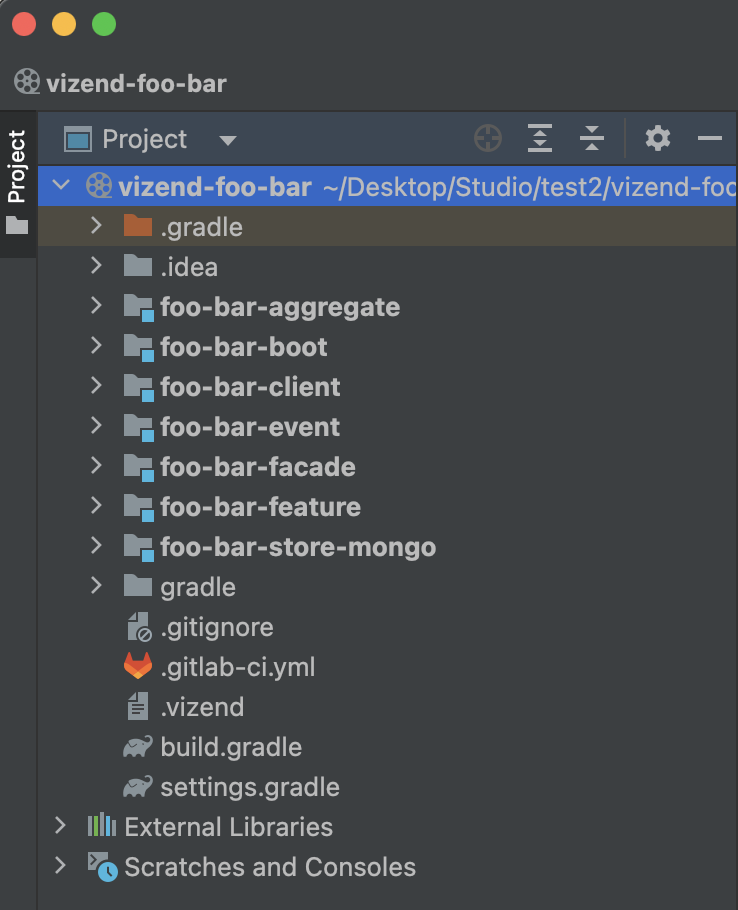 vizend-foo-bar
Project
Project
vizend-foo-bar ~/Desktop/Studio/test2/vizend-foo
.gradle
.idea
foo-bar-aggregate
foo-bar-boot
foo-bar-client
foo-bar-event
foo-bar-facade
foo-bar-feature
foo-bar-store-mongo
gradle
.gitignore
.gitlab-ci.yml
.vizend
build.gradle
settings.gradle
External Libraries
Scratches and Consoles